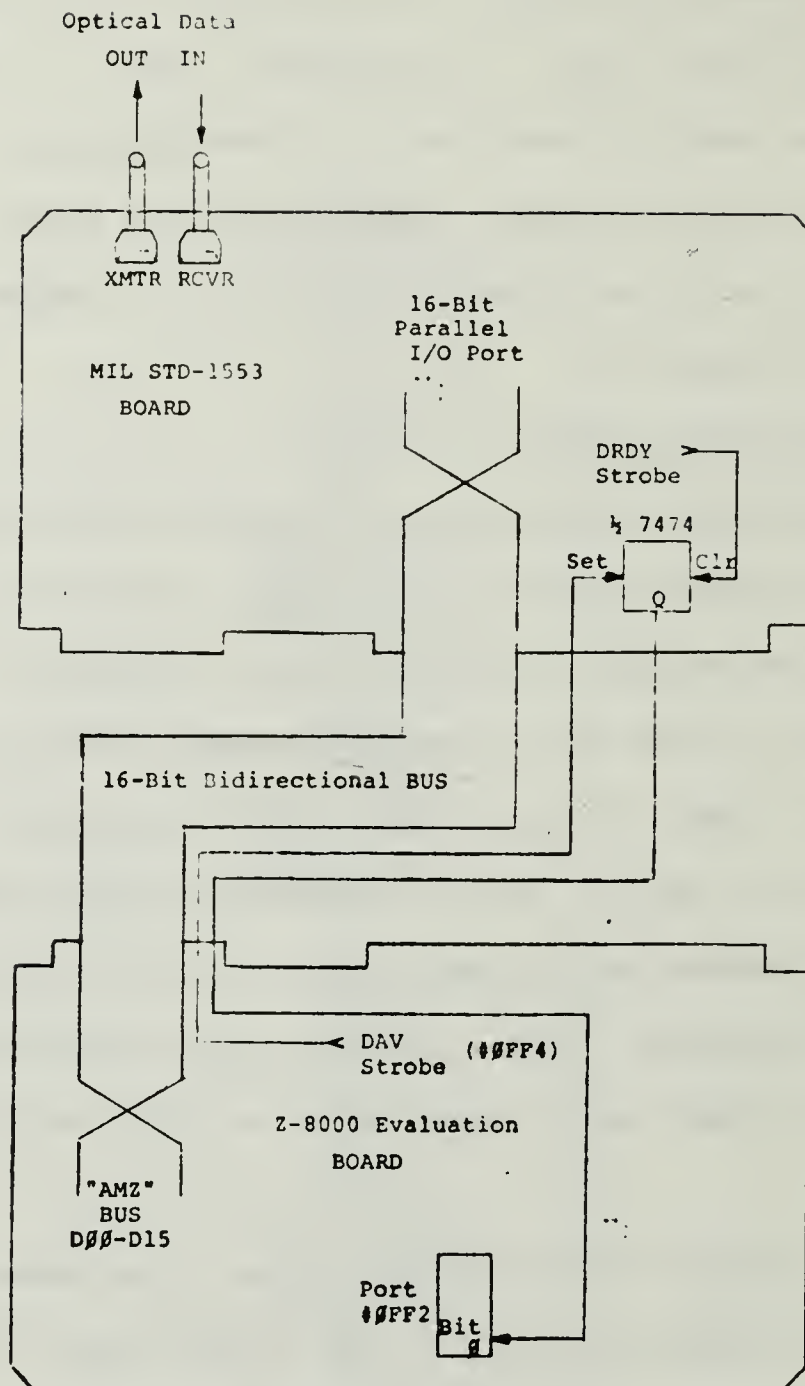 Optical Data
OUT IN
XMTR RCVR
16-Bit
Parallel
I/O Port
MIL STD-1553
BOARD
DRDY
Strobe
½ 7474
Set
Clr
Q
16-Bit Bidirectional BUS
DAV
Strobe
(#ØFF4)
Z-8000 Evaluation
BOARD
"AMZ"
BUS
DØØ-D15
Port
#ØFF2
Bit
Ø